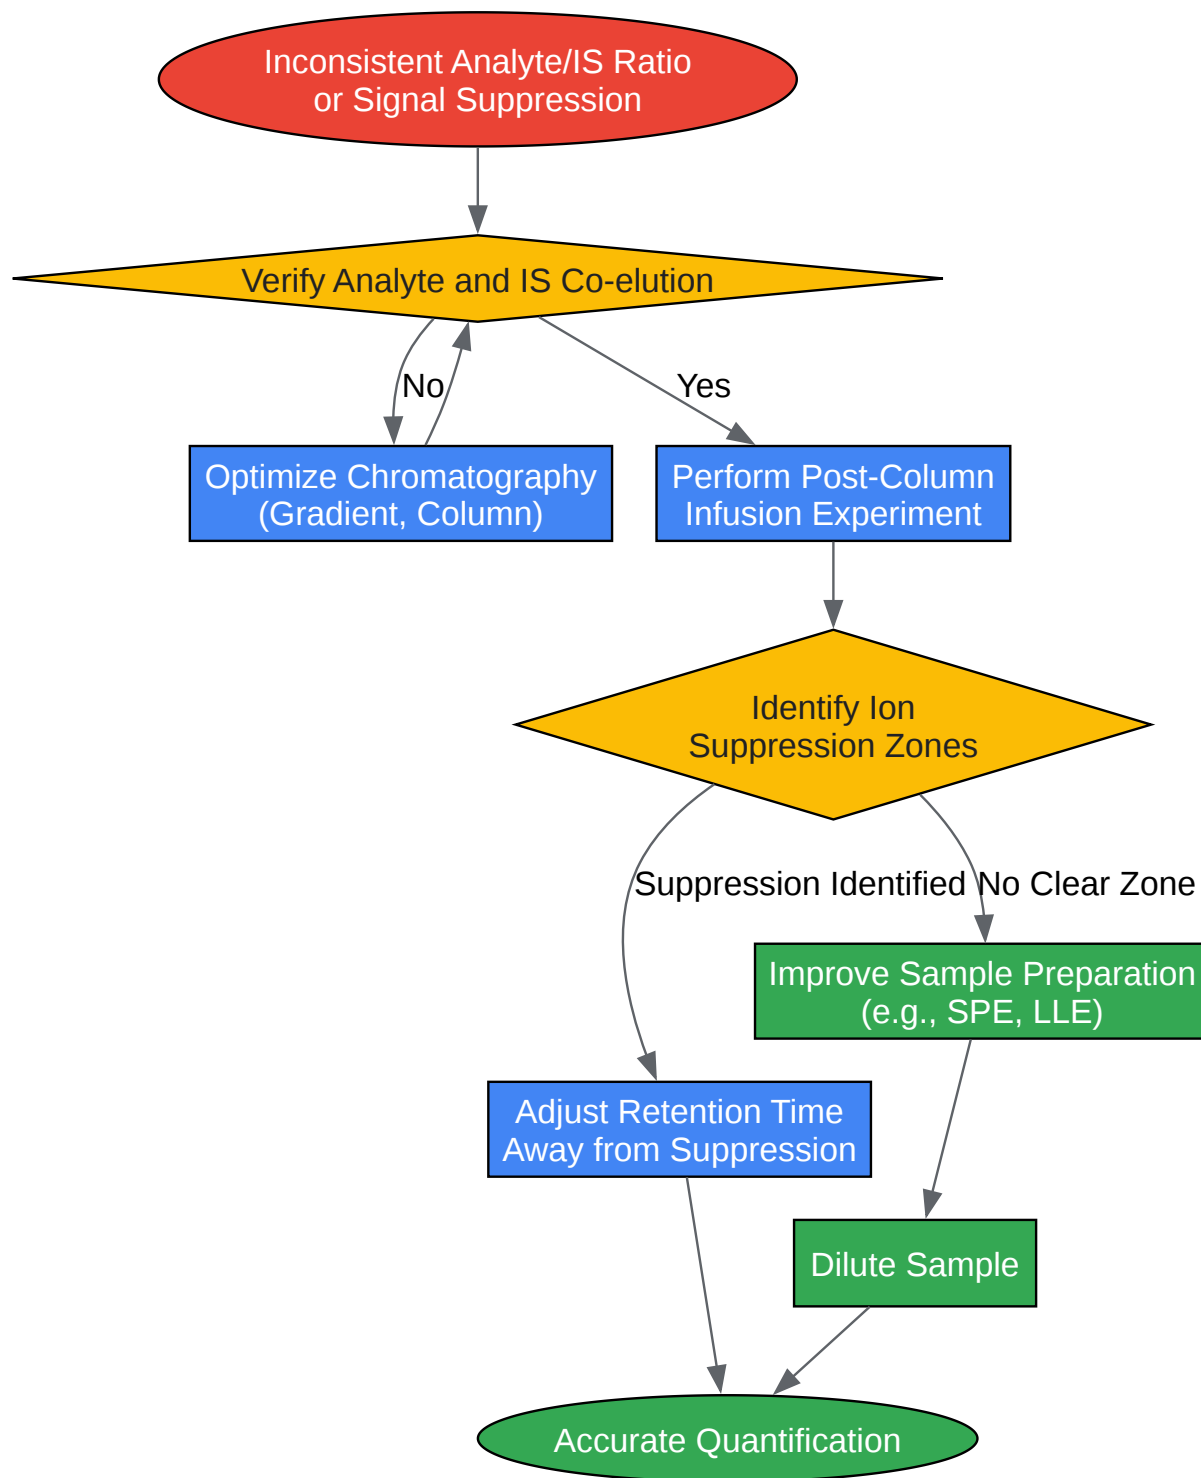 Inconsistent Analyte/IS Ratio
or Signal Suppression
Verify Analyte and IS Co-elution
No
Yes
Optimize Chromatography
(Gradient, Column)
Perform Post-Column
Infusion Experiment
Identify Ion
Suppression Zones
Suppression Identified
No Clear Zone
Improve Sample Preparation
(e.g., SPE, LLE)
Adjust Retention Time
Away from Suppression
Dilute Sample
Accurate Quantification